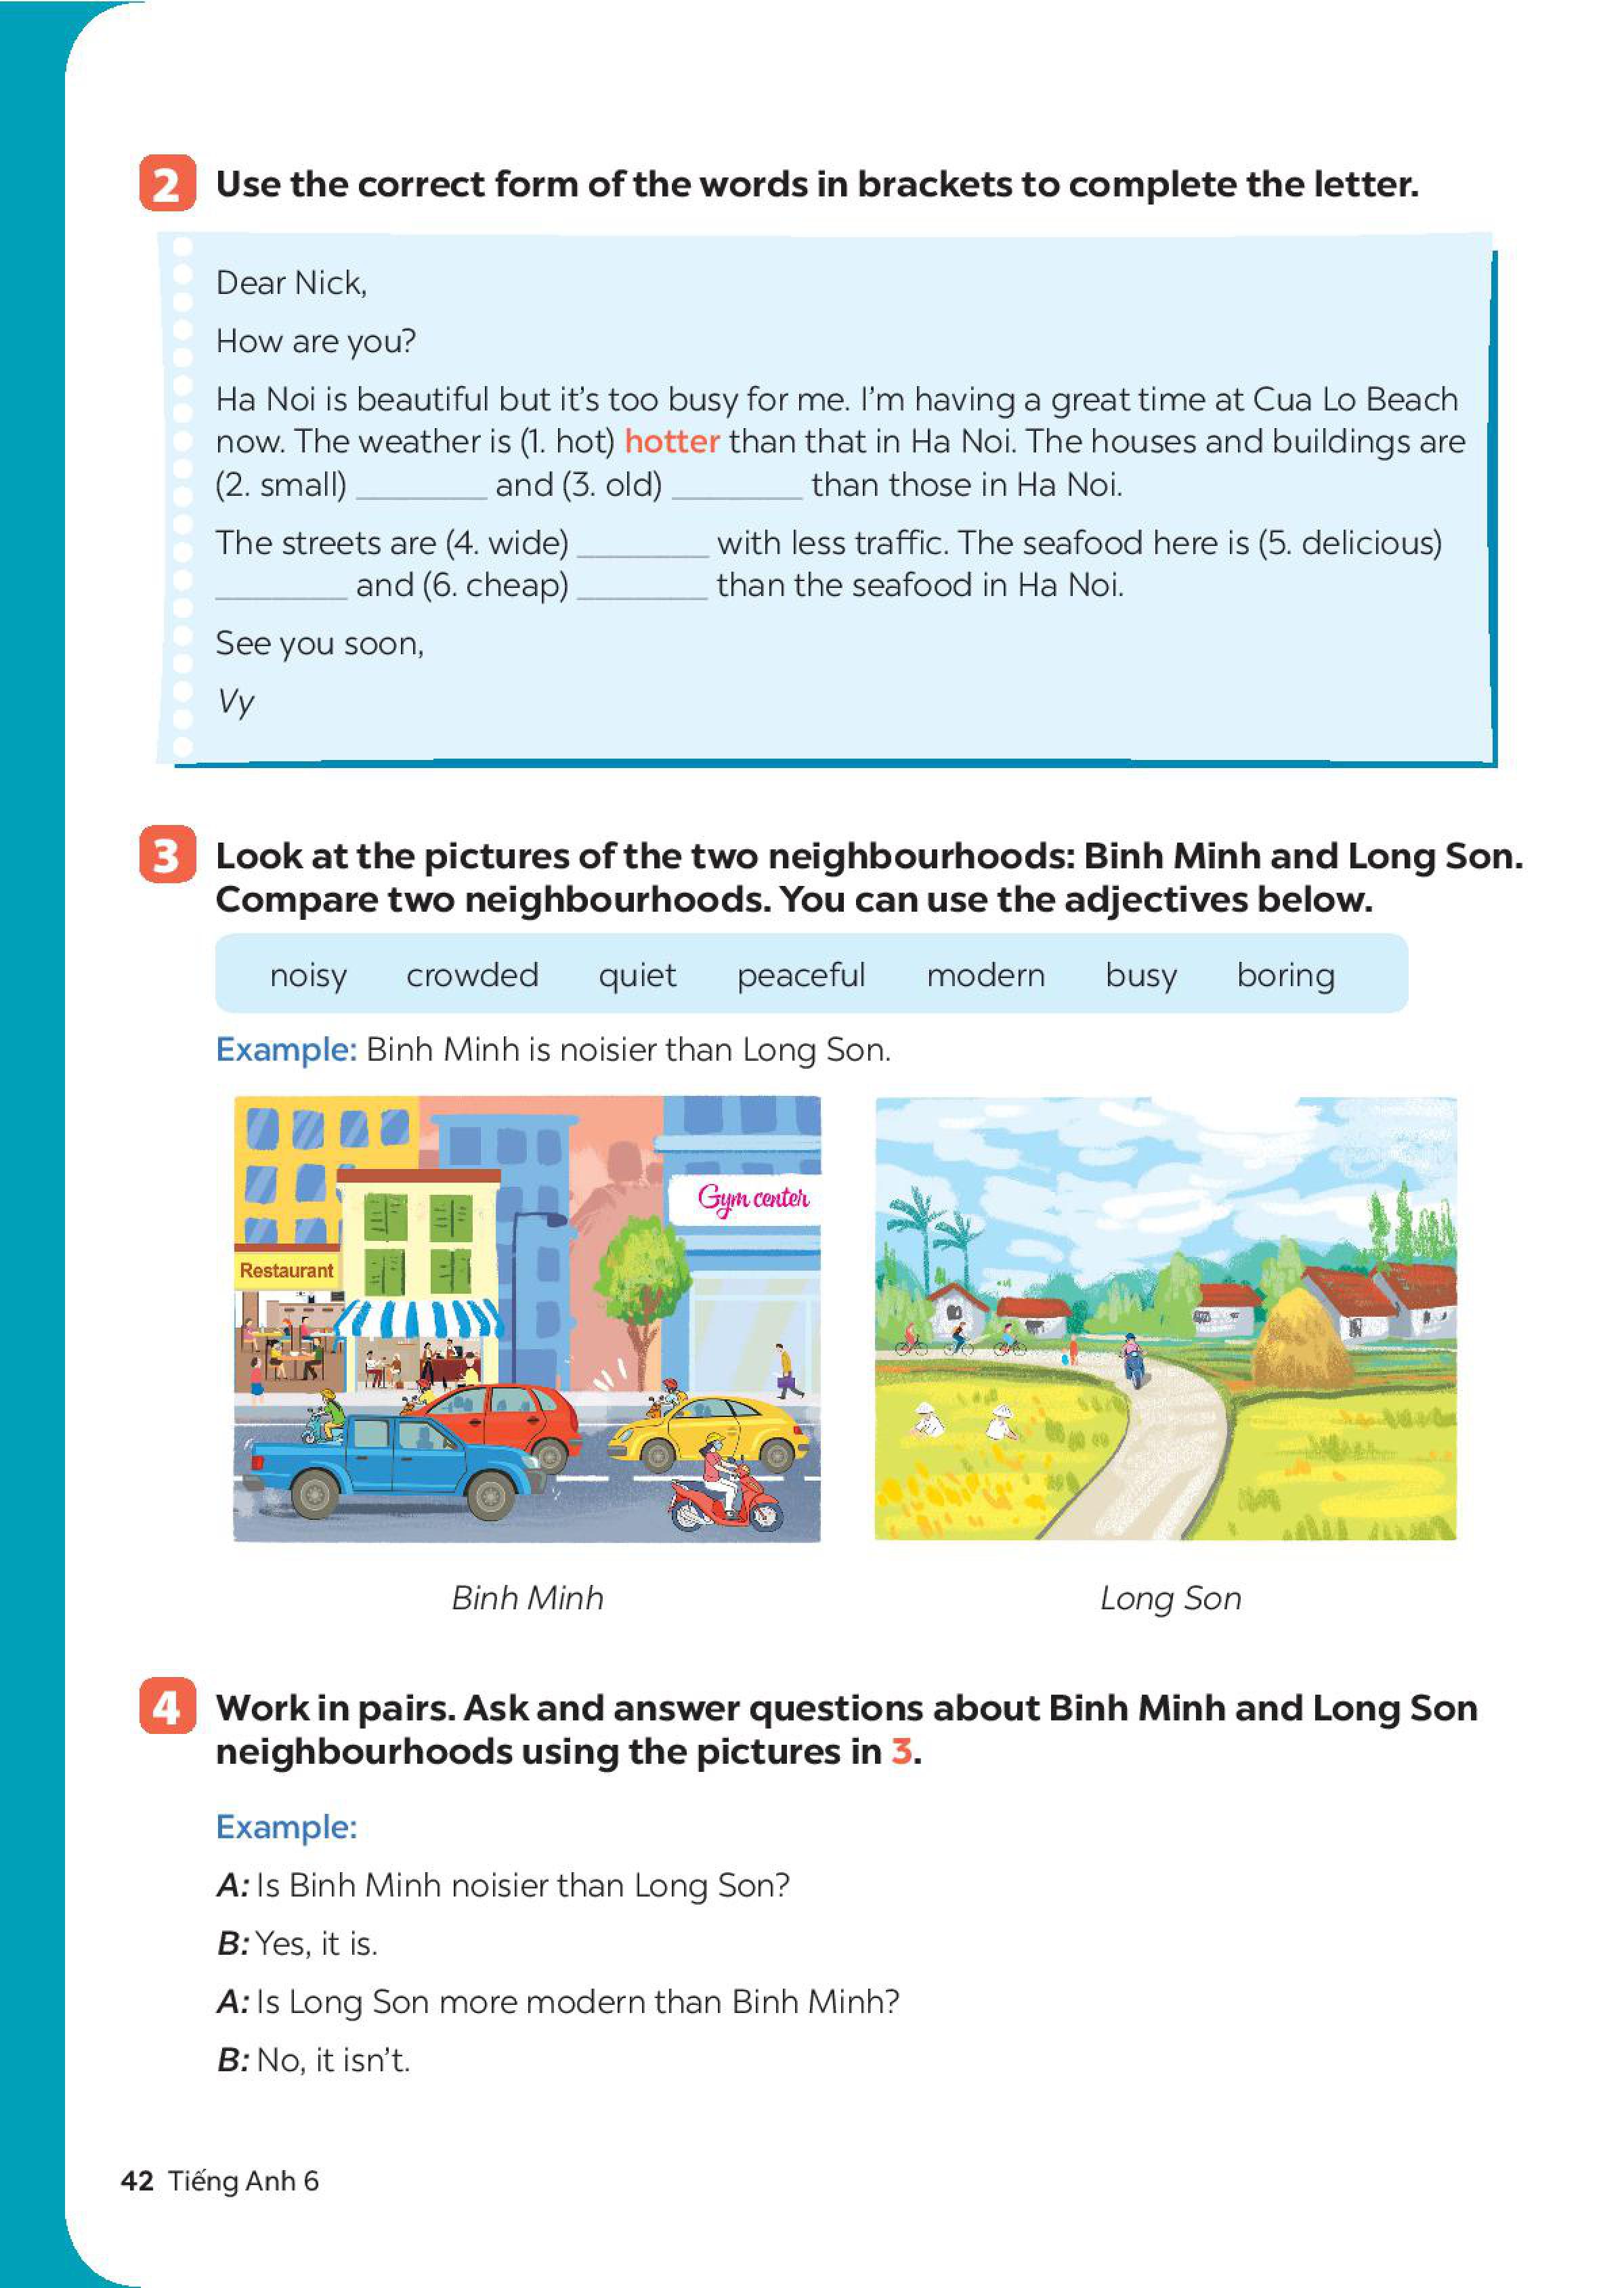 2 Use the correct form of the words in brackets to complete the letter.
Dear Nick,
How are you?
Ha Noi is beautiful but it's too busy for me. I'm having a great time at Cua Lo Beach
now. The weather is (1. hot) hotter than that in Ha Noi. The houses and buildings are
(2. small) ________ and (3. old) ________ than those in Ha Noi.
The streets are (4. wide) ________ with less traffic. The seafood here is (5. delicious)
________ and (6. cheap) ________ than the seafood in Ha Noi.
See you soon,
Vy
3 Look at the pictures of the two neighbourhoods: Binh Minh and Long Son.
Compare two neighbourhoods. You can use the adjectives below.
noisy crowded quiet peaceful modern busy boring
Example: Binh Minh is noisier than Long Son.
Gym center
Restaurant
Binh Minh Long Son
4 Work in pairs. Ask and answer questions about Binh Minh and Long Son
neighbourhoods using the pictures in 3.
Example:
A: Is Binh Minh noisier than Long Son?
B: Yes, it is.
A: Is Long Son more modern than Binh Minh?
B: No, it isn't.
42 Tiếng Anh 6